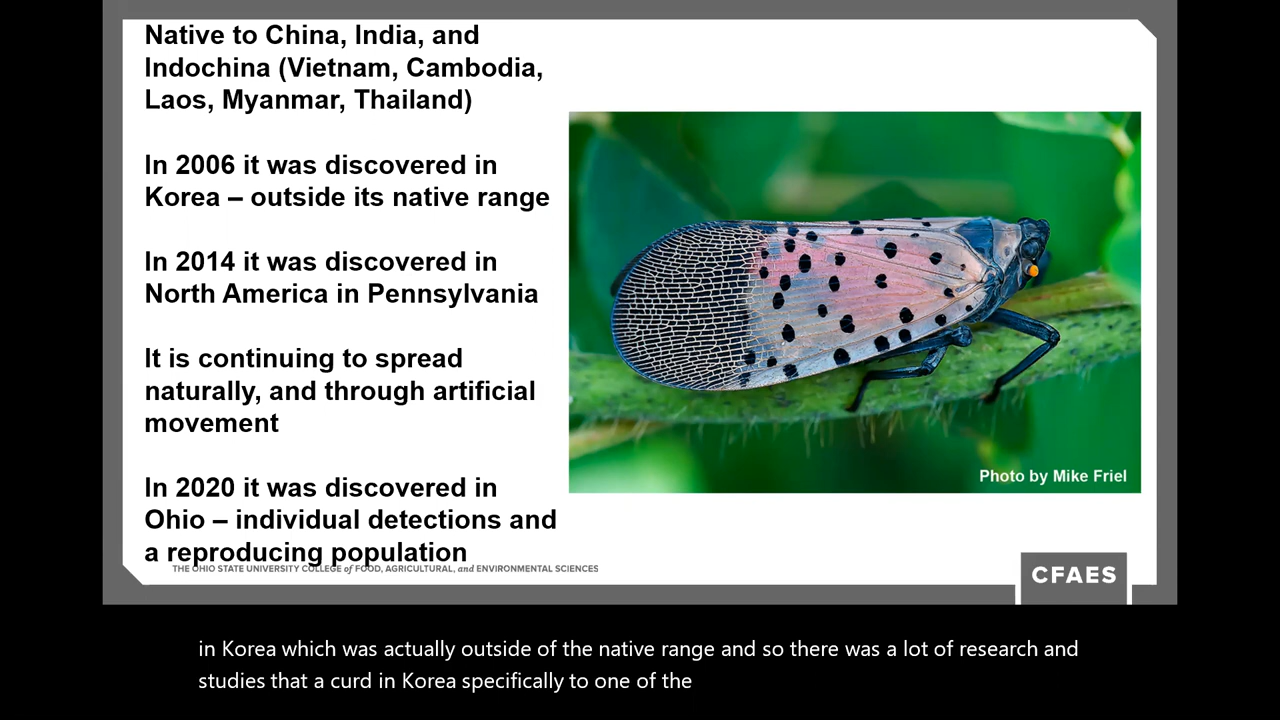 Native to China, India, and
Indochina (Vietnam, Cambodia,
Laos, Myanmar, Thailand)
In 2006 it was discovered in
Korea – outside its native range
In 2014 it was discovered in
North America in Pennsylvania
It is continuing to spread
naturally, and through artificial
movement
In 2020 it was discovered in
Ohio – individual detections and
a reproducing population
Photo by Mike Friel
THE OHIO STATE UNIVERSITY COLLEGE of FOOD, AGRICULTURAL, and ENVIRONMENTAL SCIENCES
CFAES
in Korea which was actually outside of the native range and so there was a lot of research and
studies that a curd in Korea specifically to one of the